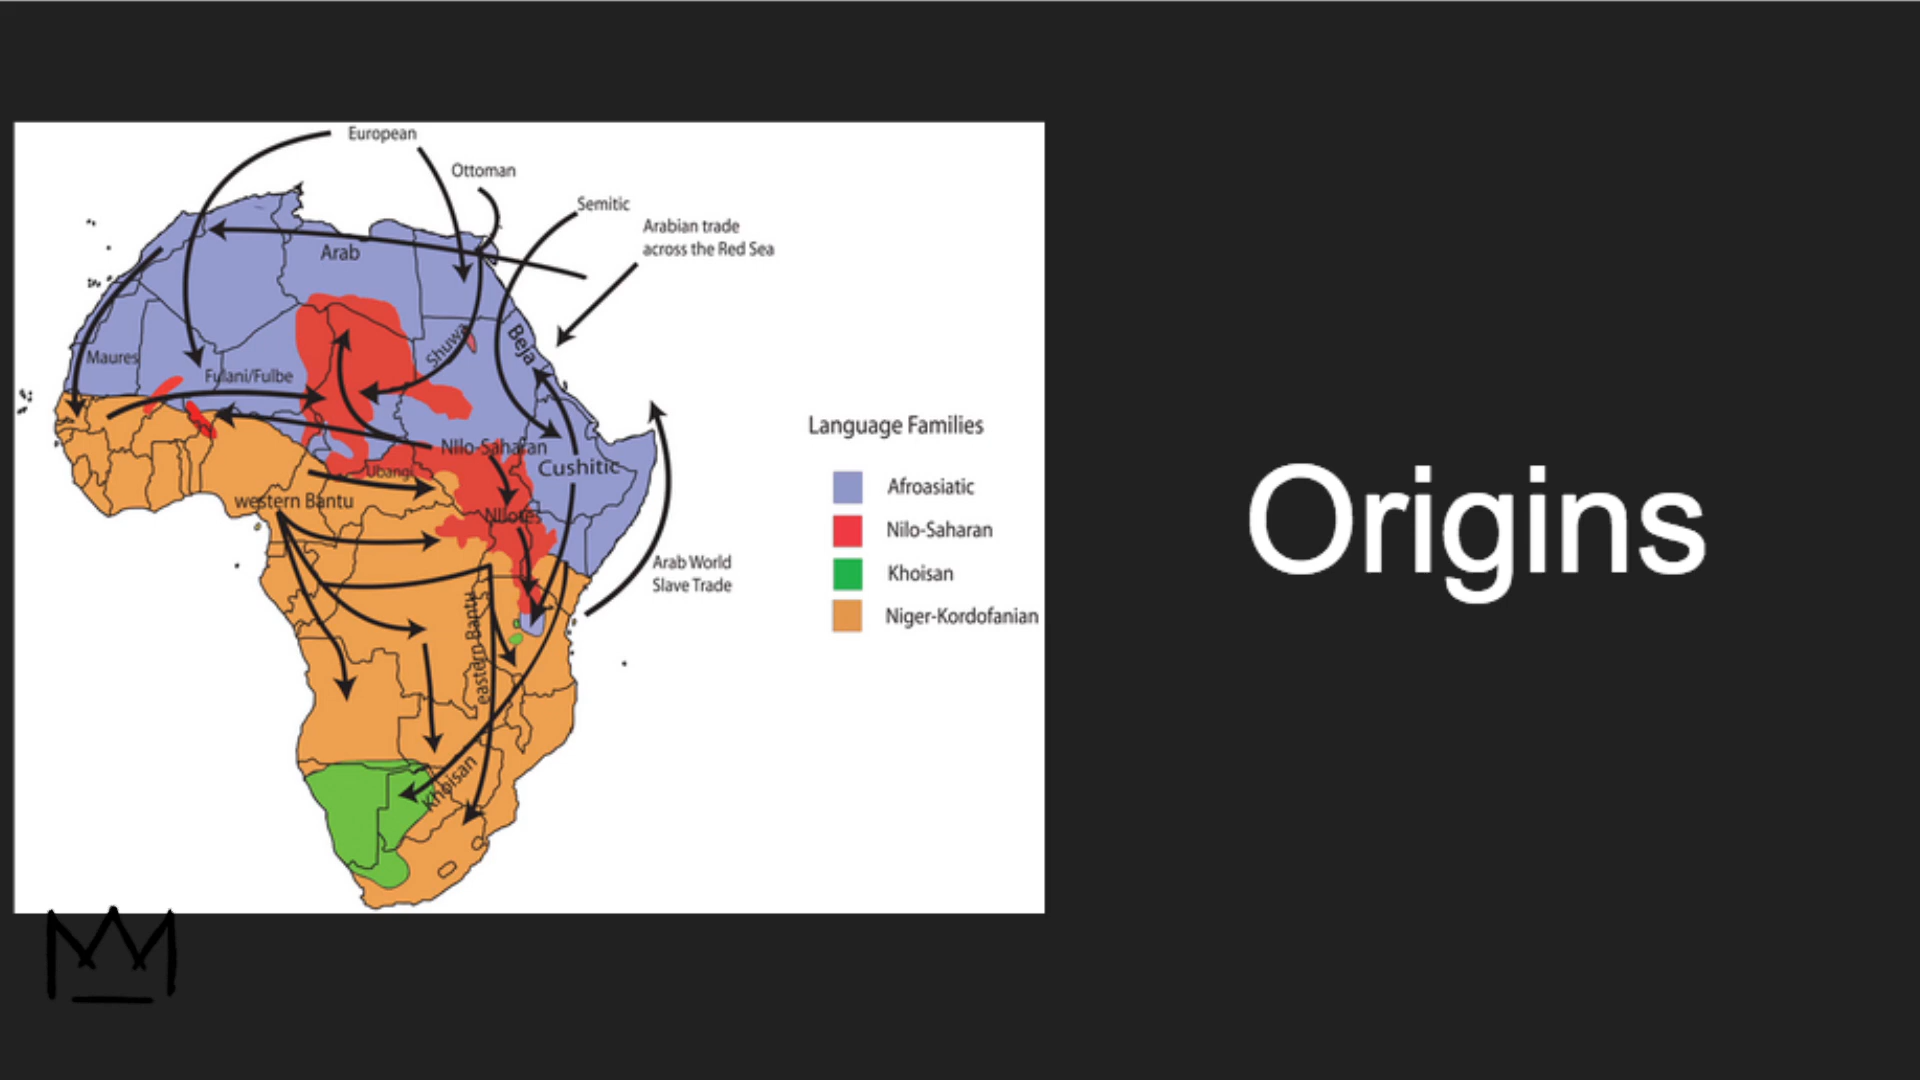 European
Ottoman
Semitic
Arabian trade
across the Red Sea
Arab
Beja
Shuwa
Maures
Fulani/Fulbe
NIlo-Saharan
Cushitic
Ubangi
western Bantu
NIlotes
Arab World
Slave Trade
eastern Bantu
Khoisan
Language Families
Afroasiatic
Nilo-Saharan
Khoisan
Niger-Kordofanian
Origins